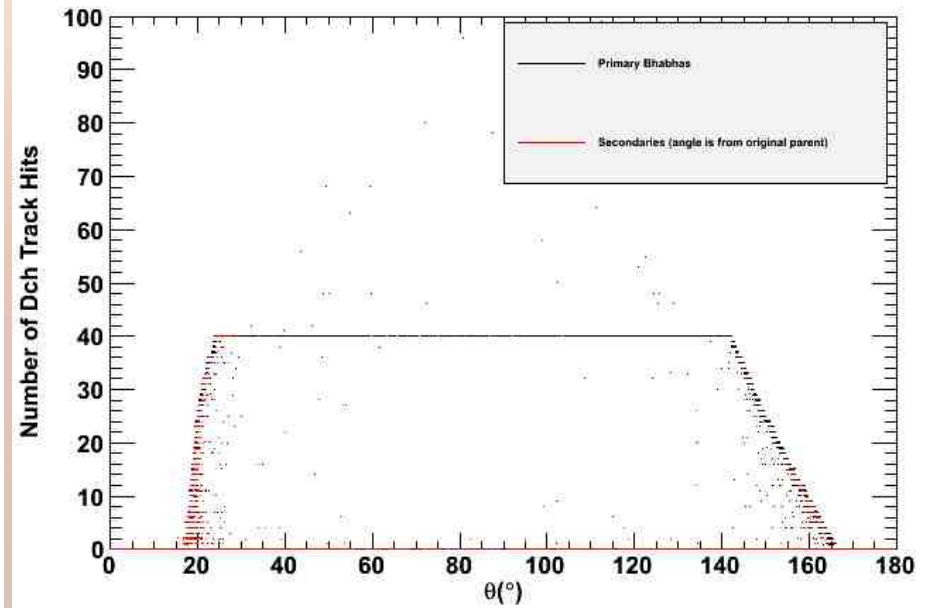 Number of Dch Track Hits
100
90
80
70
60
50
40
30
20
10
0
Primary Bhabhas
Secondaries (angle is from original parent)
0 20 40 60 80 100 120 140 160 180
θ(°)